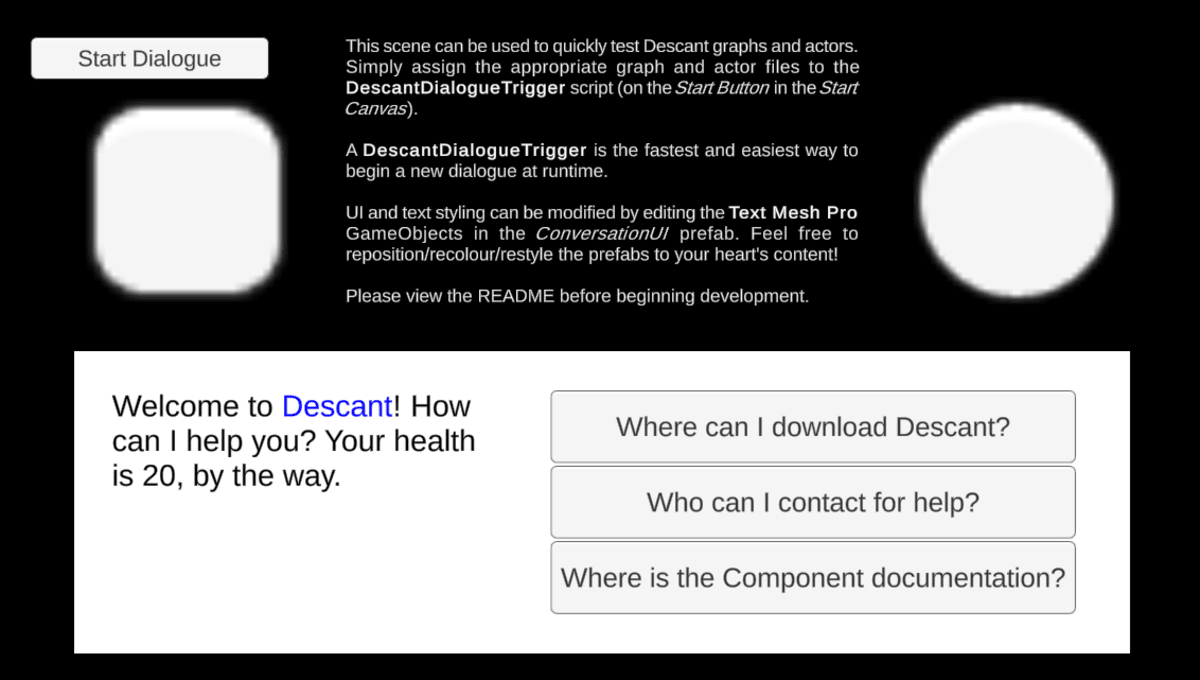 Start Dialogue
This scene can be used to quickly test Descant graphs and actors.
Simply assign the appropriate graph and actor files to the
DescantDialogueTrigger script (on the Start Button in the Start
Canvas).
A DescantDialogueTrigger is the fastest and easiest way to
begin a new dialogue at runtime.
UI and text styling can be modified by editing the Text Mesh Pro
GameObjects in the ConversationUI prefab. Feel free to
reposition/recolour/restyle the prefabs to your heart's content!
Please view the README before beginning development.
Welcome to Descant! How
can I help you? Your health
is 20, by the way.
Where can I download Descant?
Who can I contact for help?
Where is the Component documentation?